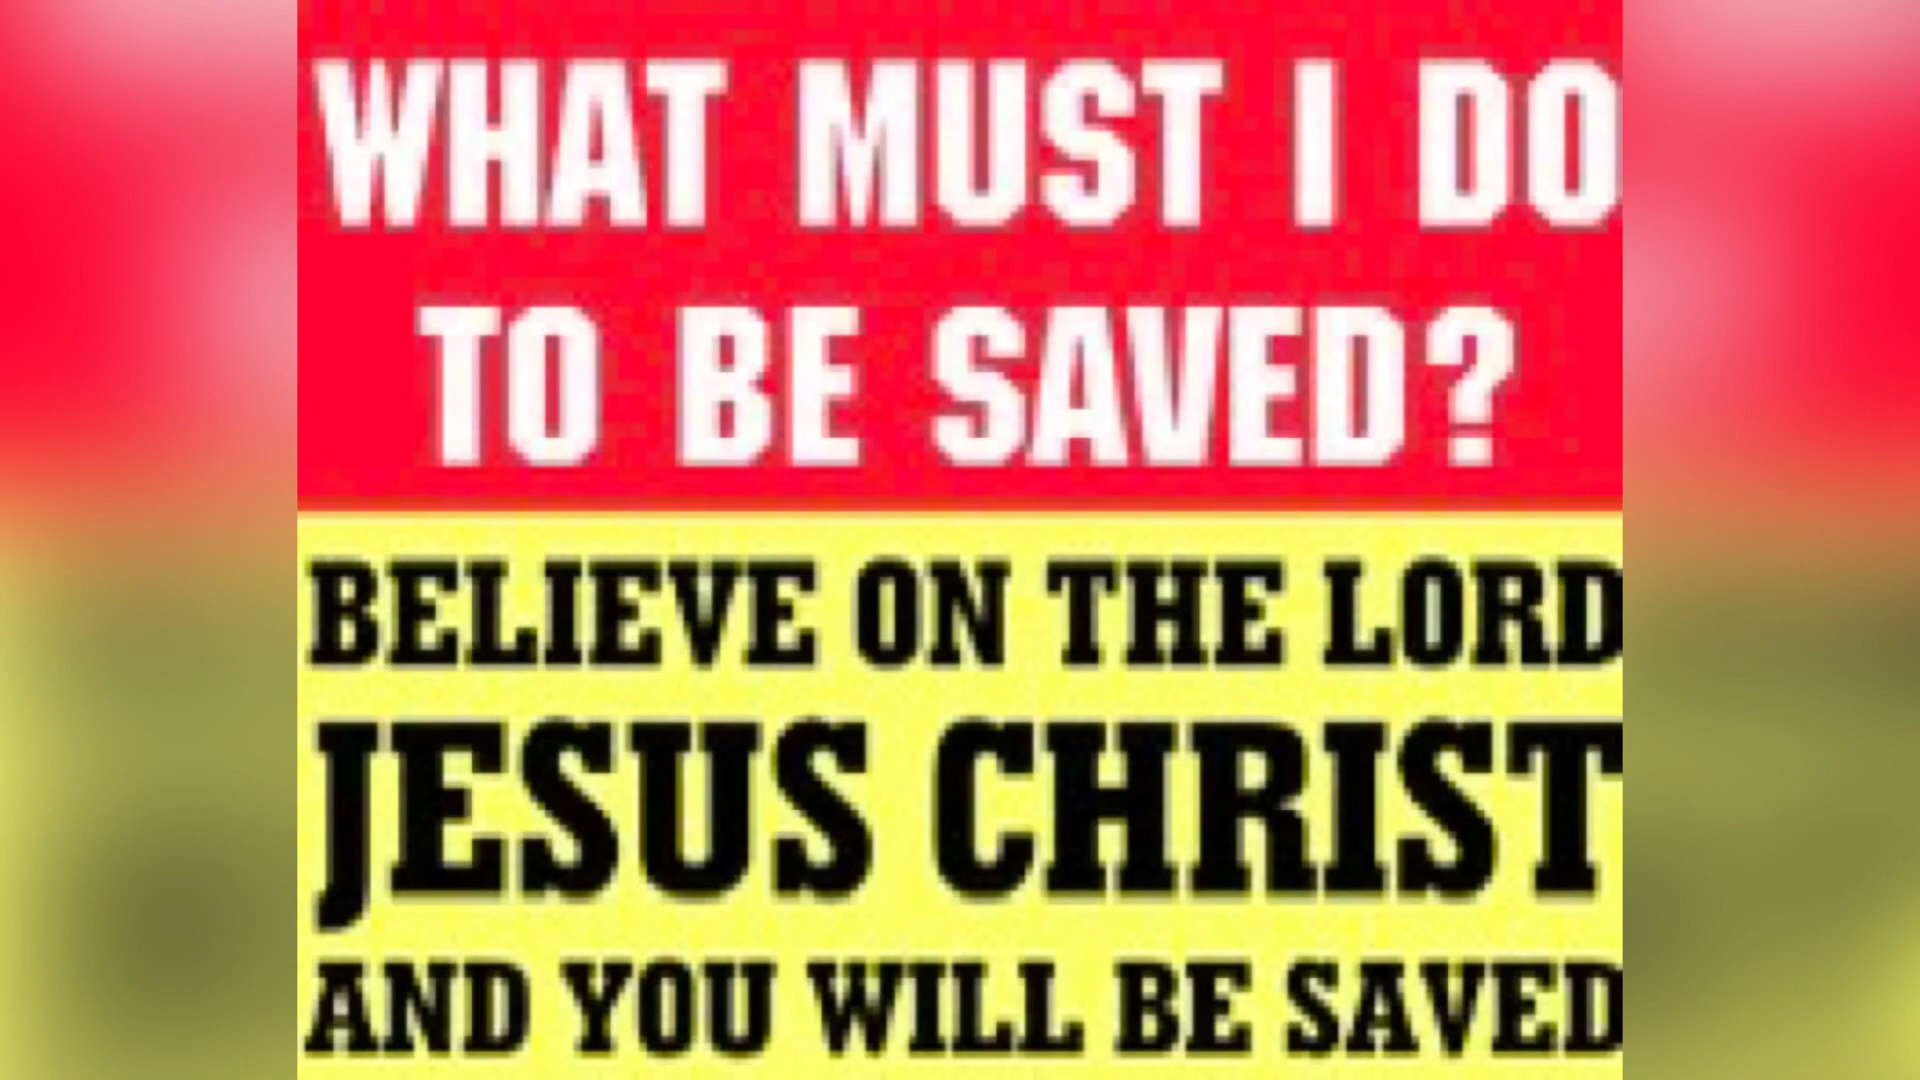 WHAT MUST I DO
TO BE SAVED?
BELIEVE ON THE LORD
JESUS CHRIST
AND YOU WILL BE SAVED